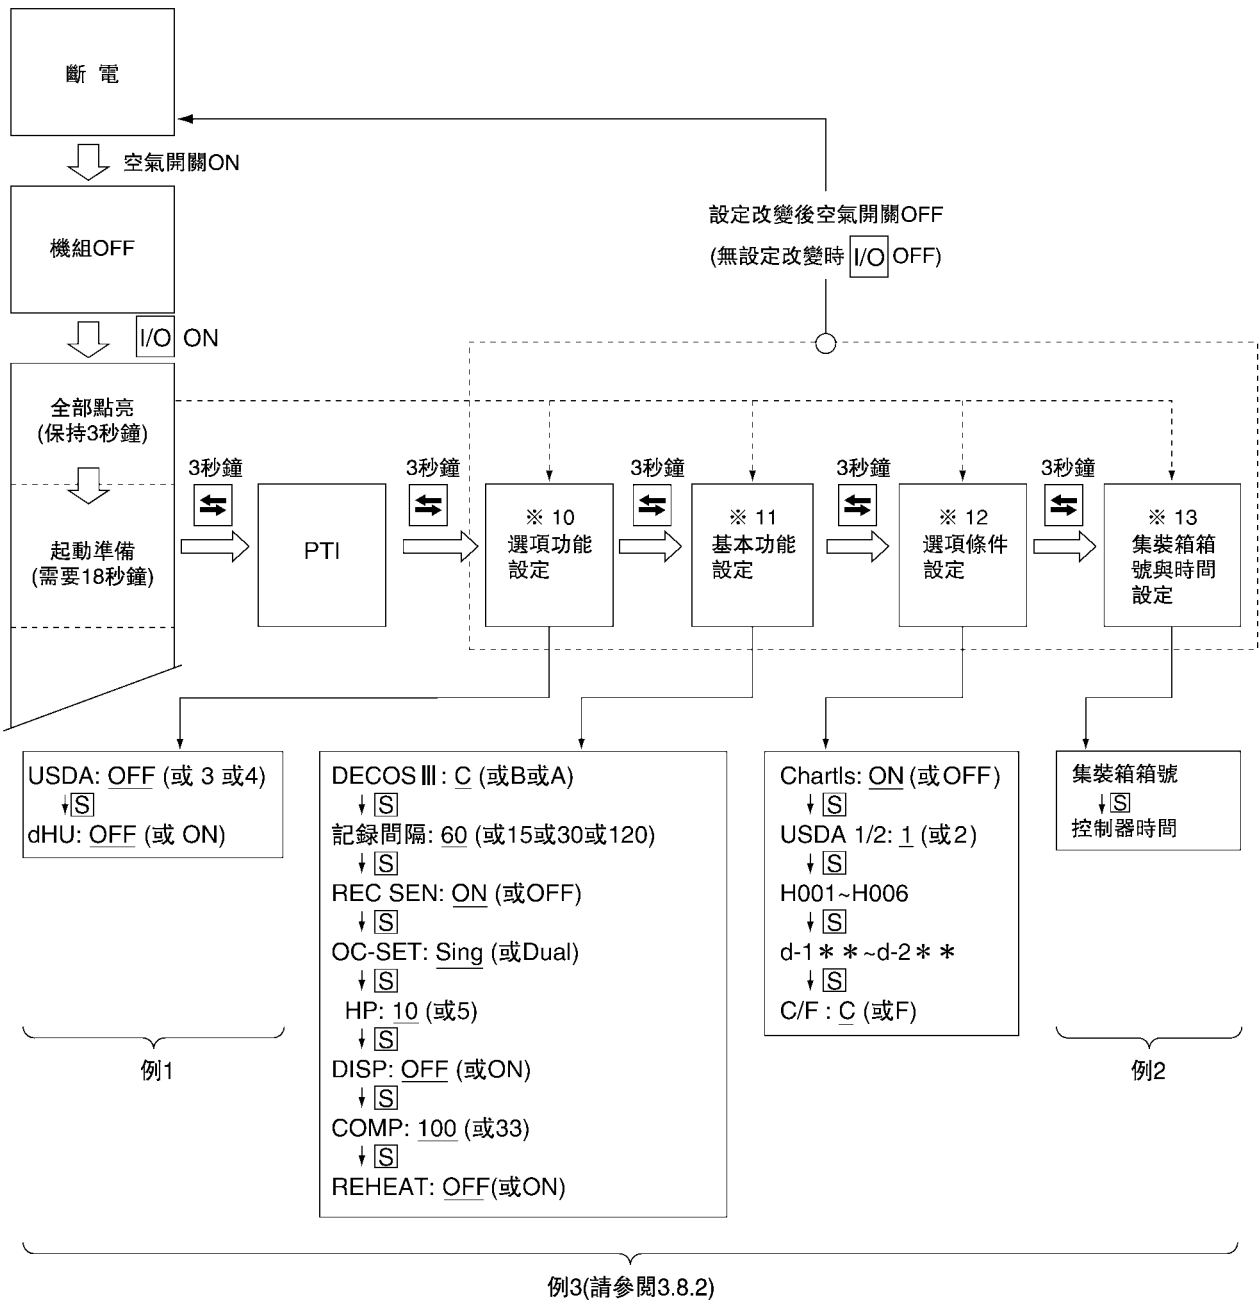 斷 電
空氣開關ON
機組OFF
設定改變後空氣開關OFF
(無設定改變時 I/O OFF)
I/O ON
全部點亮
(保持3秒鐘)
起動準備
(需要18秒鐘)
3秒鐘
PTI
3秒鐘
※ 10
選項功能
設定
3秒鐘
※ 11
基本功能
設定
3秒鐘
※ 12
選項條件
設定
3秒鐘
※ 13
集裝箱箱
號與時間
設定
USDA: OFF (或 3 或4)
S
dHU: OFF (或 ON)
例1
DECOSⅢ: C (或B或A)
S
記録間隔: 60 (或15或30或120)
S
REC SEN: ON (或OFF)
S
OC-SET: Sing (或Dual)
S
HP: 10 (或5)
S
DISP: OFF (或ON)
S
COMP: 100 (或33)
S
REHEAT: OFF(或ON)
Chartls: ON (或OFF)
S
USDA 1/2: 1 (或2)
S
H001~H006
S
d-1＊＊~d-2＊＊
S
C/F : C (或F)
集裝箱箱號
S
控制器時間
例2
例3(請參閲3.8.2)